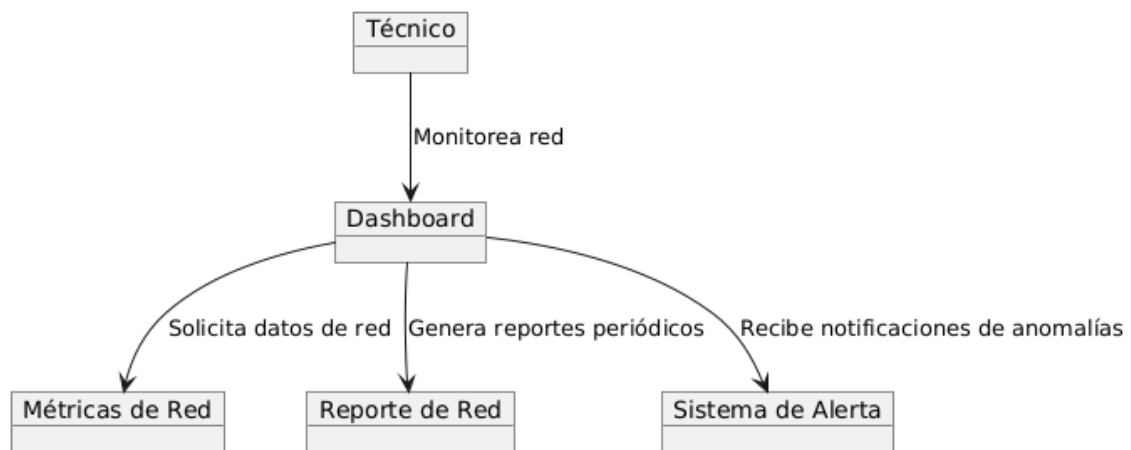 Técnico
Monitorea red
Dashboard
Solicita datos de red
Genera reportes periódicos
Recibe notificaciones de anomalías
Métricas de Red
Reporte de Red
Sistema de Alerta